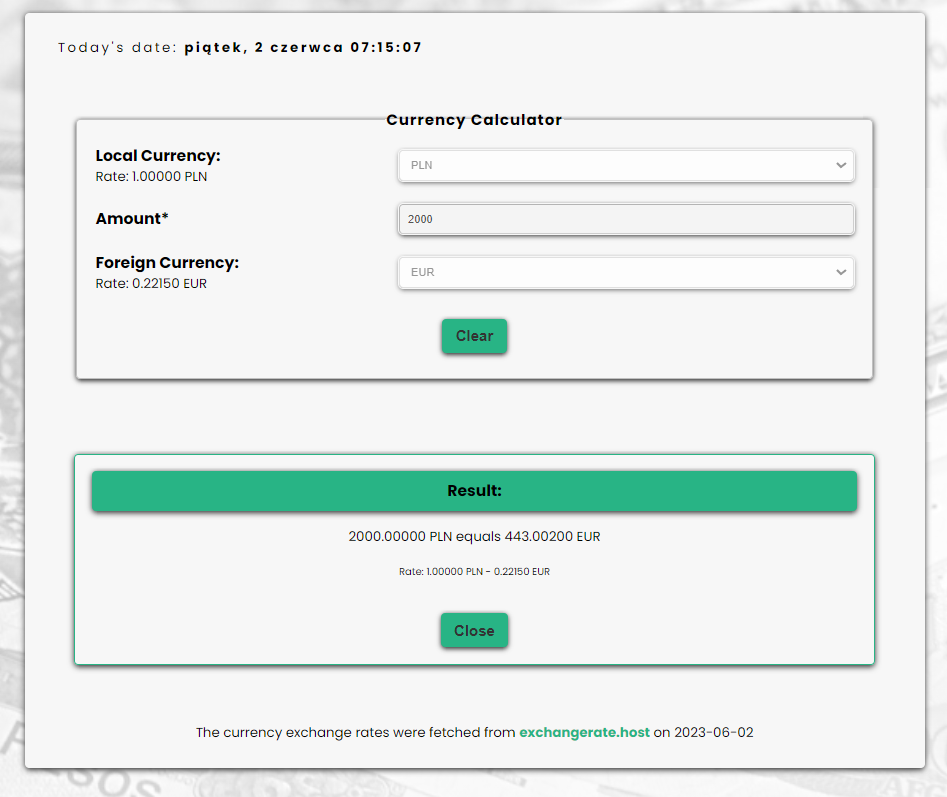 Today's date: piątek, 2 czerwca 07:15:07
Currency Calculator
Local Currency:
PLN
Rate: 1.00000 PLN
Amount*
2000
Foreign Currency:
EUR
Rate: 0.22150 EUR
Clear
Result:
2000.00000 PLN equals 443.00200 EUR
Rate: 1.00000 PLN - 0.22150 EUR
Close
The currency exchange rates were fetched from exchangerate.host on 2023-06-02